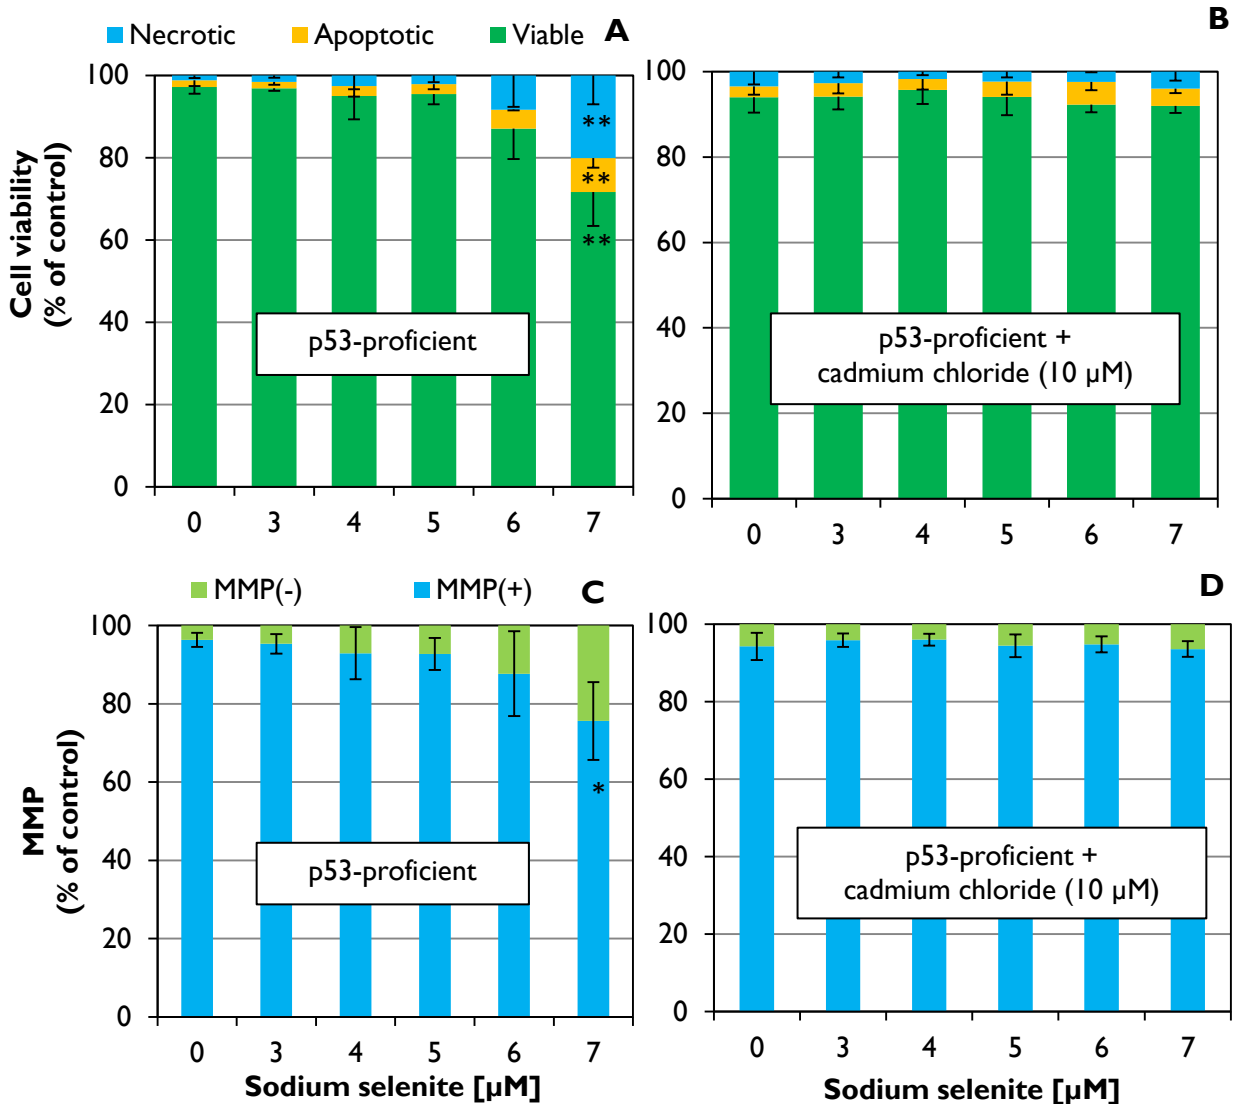 Necrotic Apoptotic Viable A
B
Cell viability
(% of control)
100
80
60
40
20
0
**
**
**
p53-proficient
0 3 4 5 6 7
100
80
60
40
20
0
p53-proficient +
cadmium chloride (10 µM)
0 3 4 5 6 7
MMP(-) MMP(+) C
D
MMP
(% of control)
100
80
60
40
20
0
*
p53-proficient
0 3 4 5 6 7
Sodium selenite [µM]
100
80
60
40
20
0
p53-proficient +
cadmium chloride (10 µM)
0 3 4 5 6 7
Sodium selenite [µM]